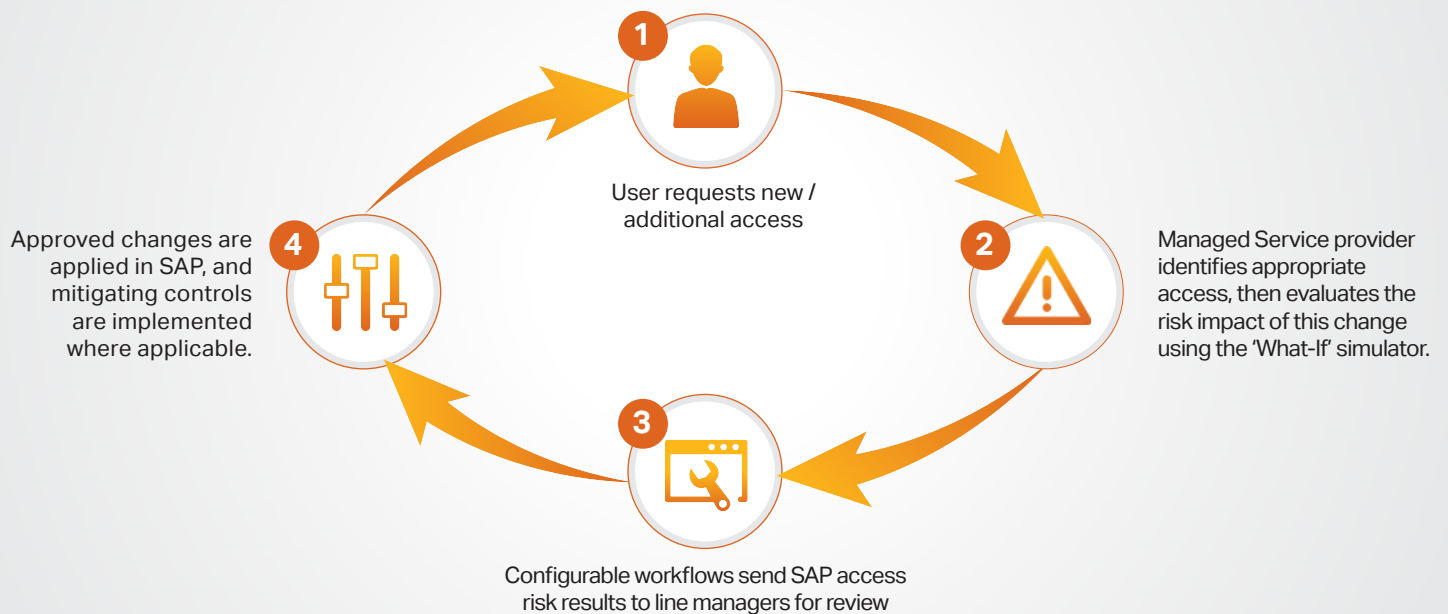 1
User requests new /
additional access
2
Managed Service provider
identifies appropriate
access, then evaluates the
risk impact of this change
using the ‘What-If’ simulator.
3
Configurable workflows send SAP access
risk results to line managers for review
4
Approved changes are
applied in SAP, and
mitigating controls
are implemented
where applicable.